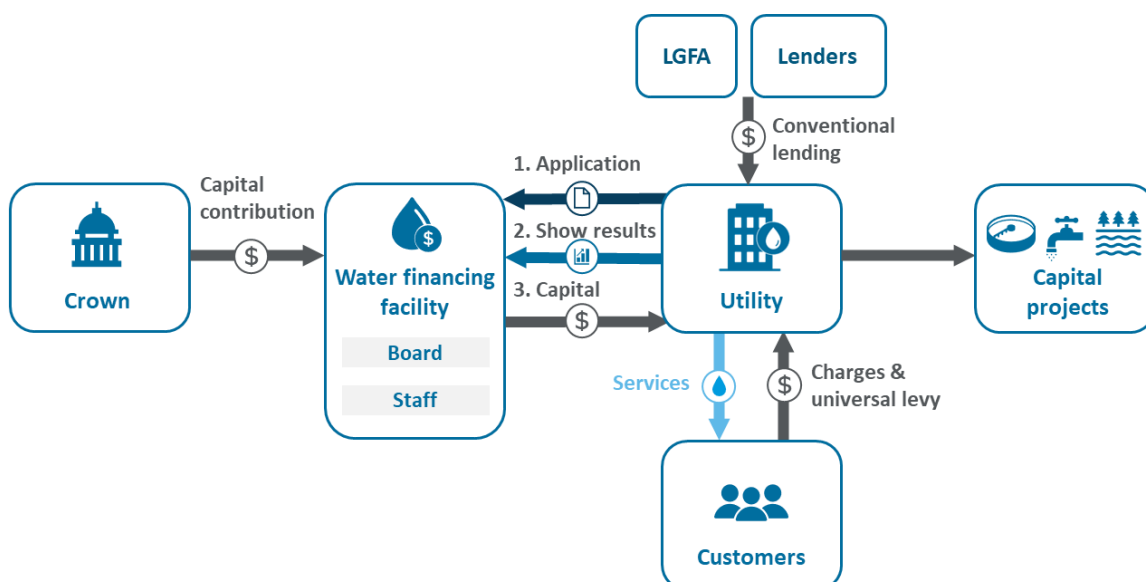 LGFA
Lenders
Conventional
lending
1. Application
Capital
contribution
2. Show results
Water financing
facility
Crown
3. Capital
Utility
Capital
projects
Board
Staff
Services
Charges &
universal levy
Customers
$
$
$
$
$